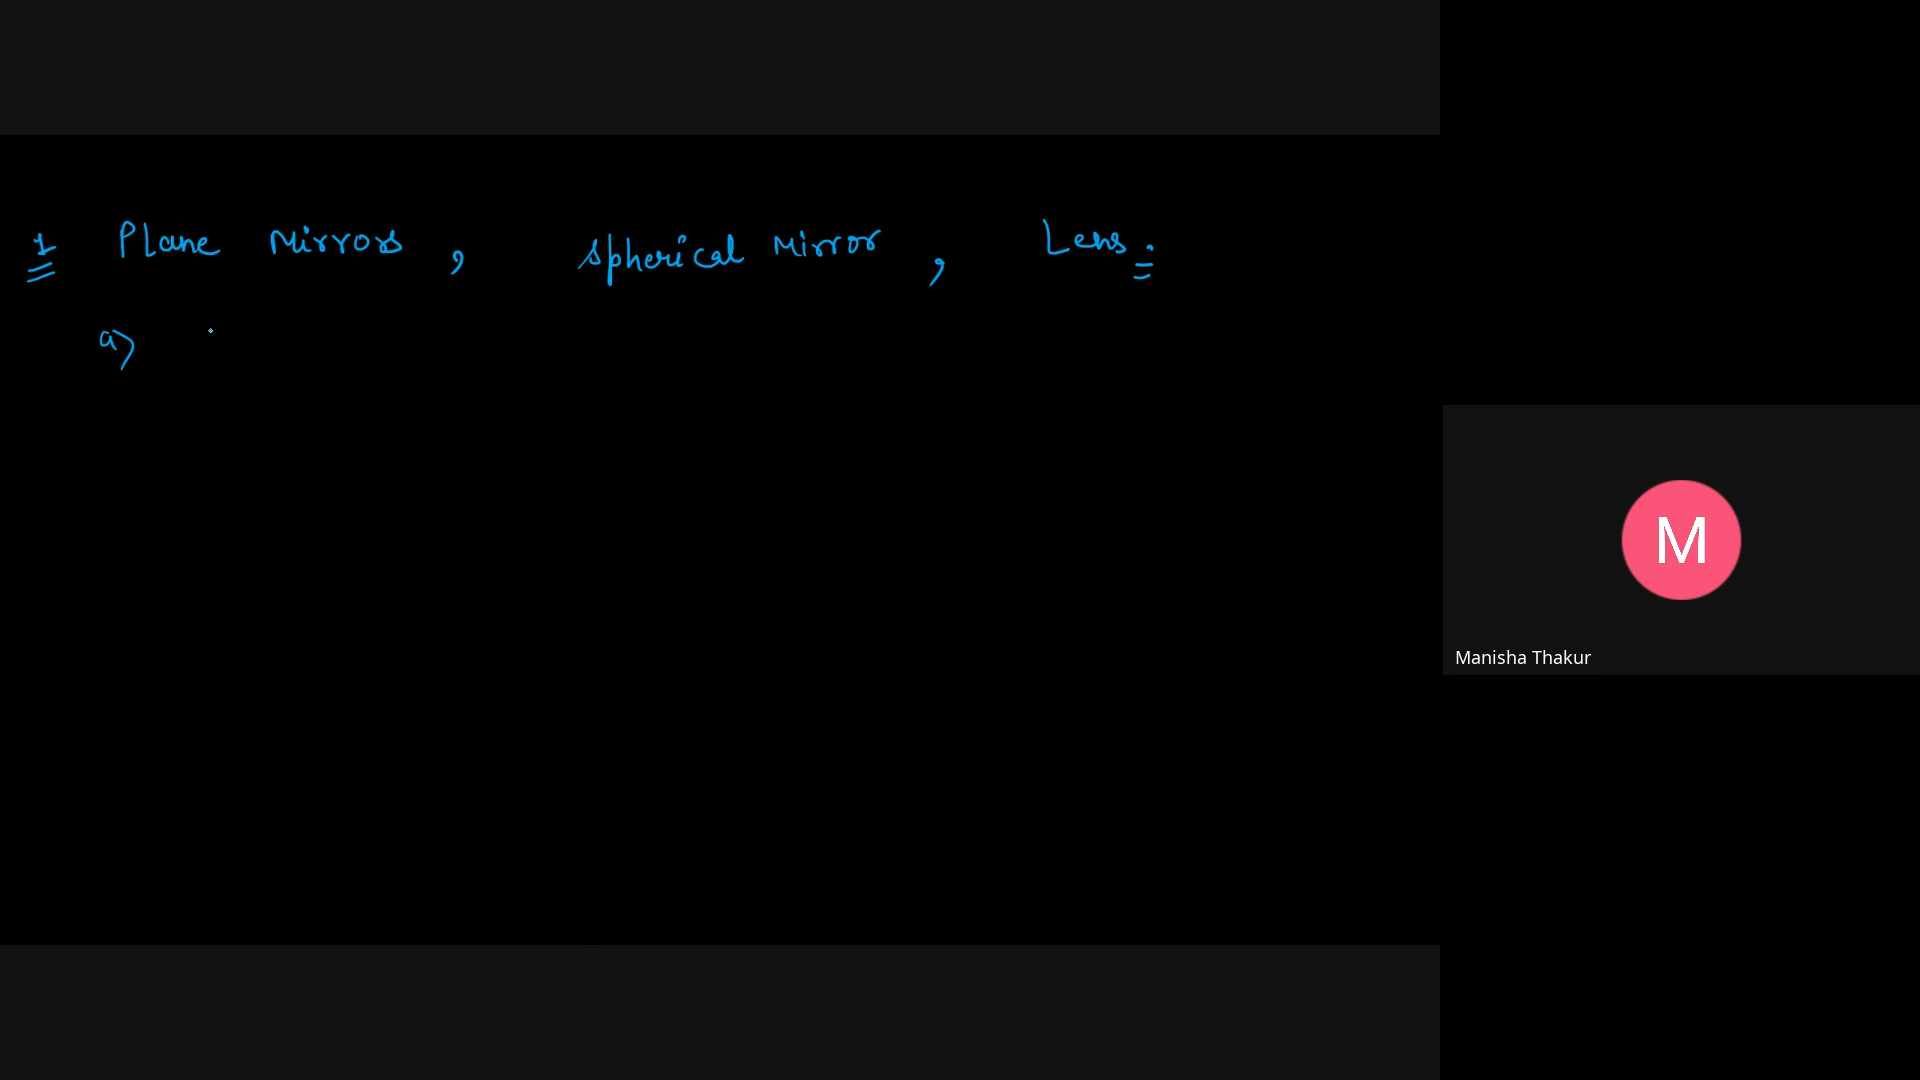 1 Plane Mirrors , spherical Mirror , Lens.
a)
M
Manisha Thakur